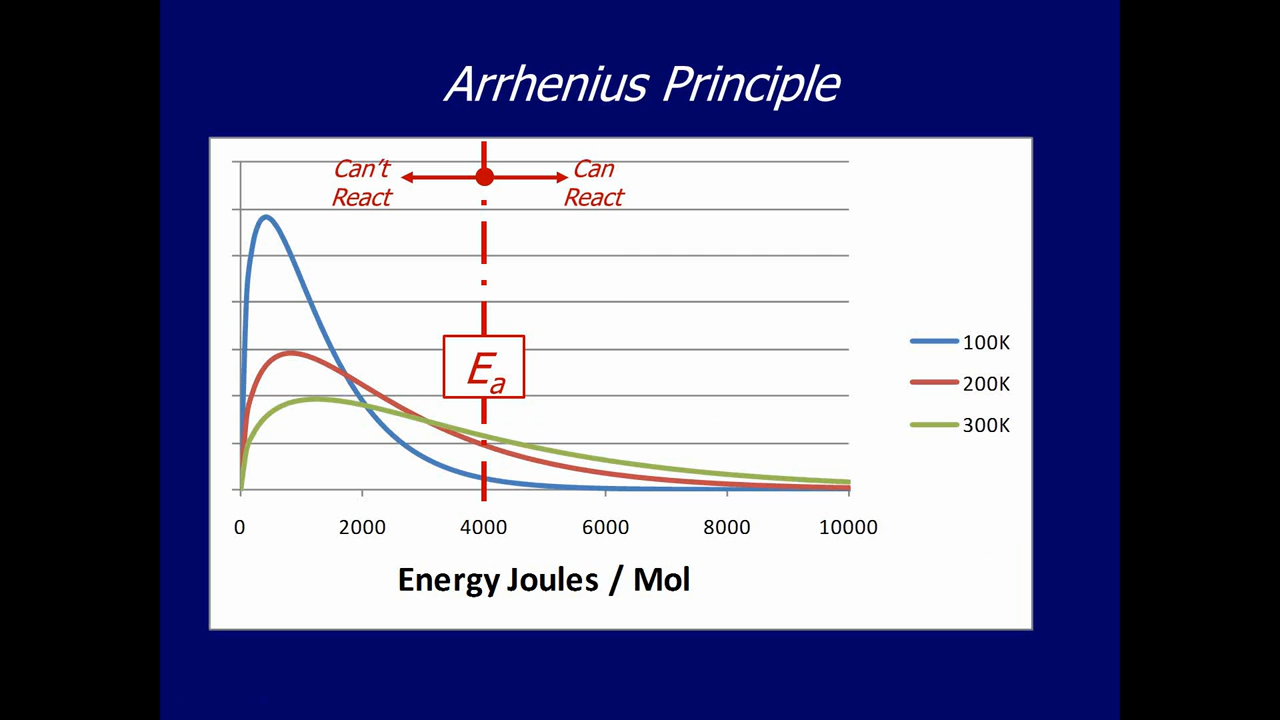 Arrhenius Principle
Can't
React
Can
React
Ea
100K
200K
300K
0 2000 4000 6000 8000 10000
Energy Joules / Mol